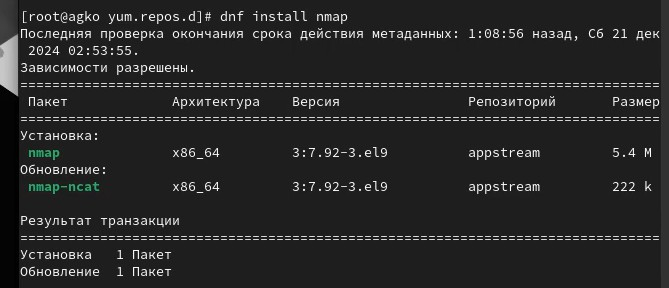 [root@agko yum.repos.d]# dnf install nmap
Последняя проверка окончания срока действия метаданных: 1:08:56 назад, Сб 21 дек
2024 02:53:55.
Зависимости разрешены.
================================================================================
Пакет Архитектура Версия Репозиторий Размер
================================================================================
Установка:
nmap x86_64 3:7.92-3.el9 appstream 5.4 M
Обновление:
nmap-ncat x86_64 3:7.92-3.el9 appstream 222 k
Результат транзакции
================================================================================
Установка 1 Пакет
Обновление 1 Пакет